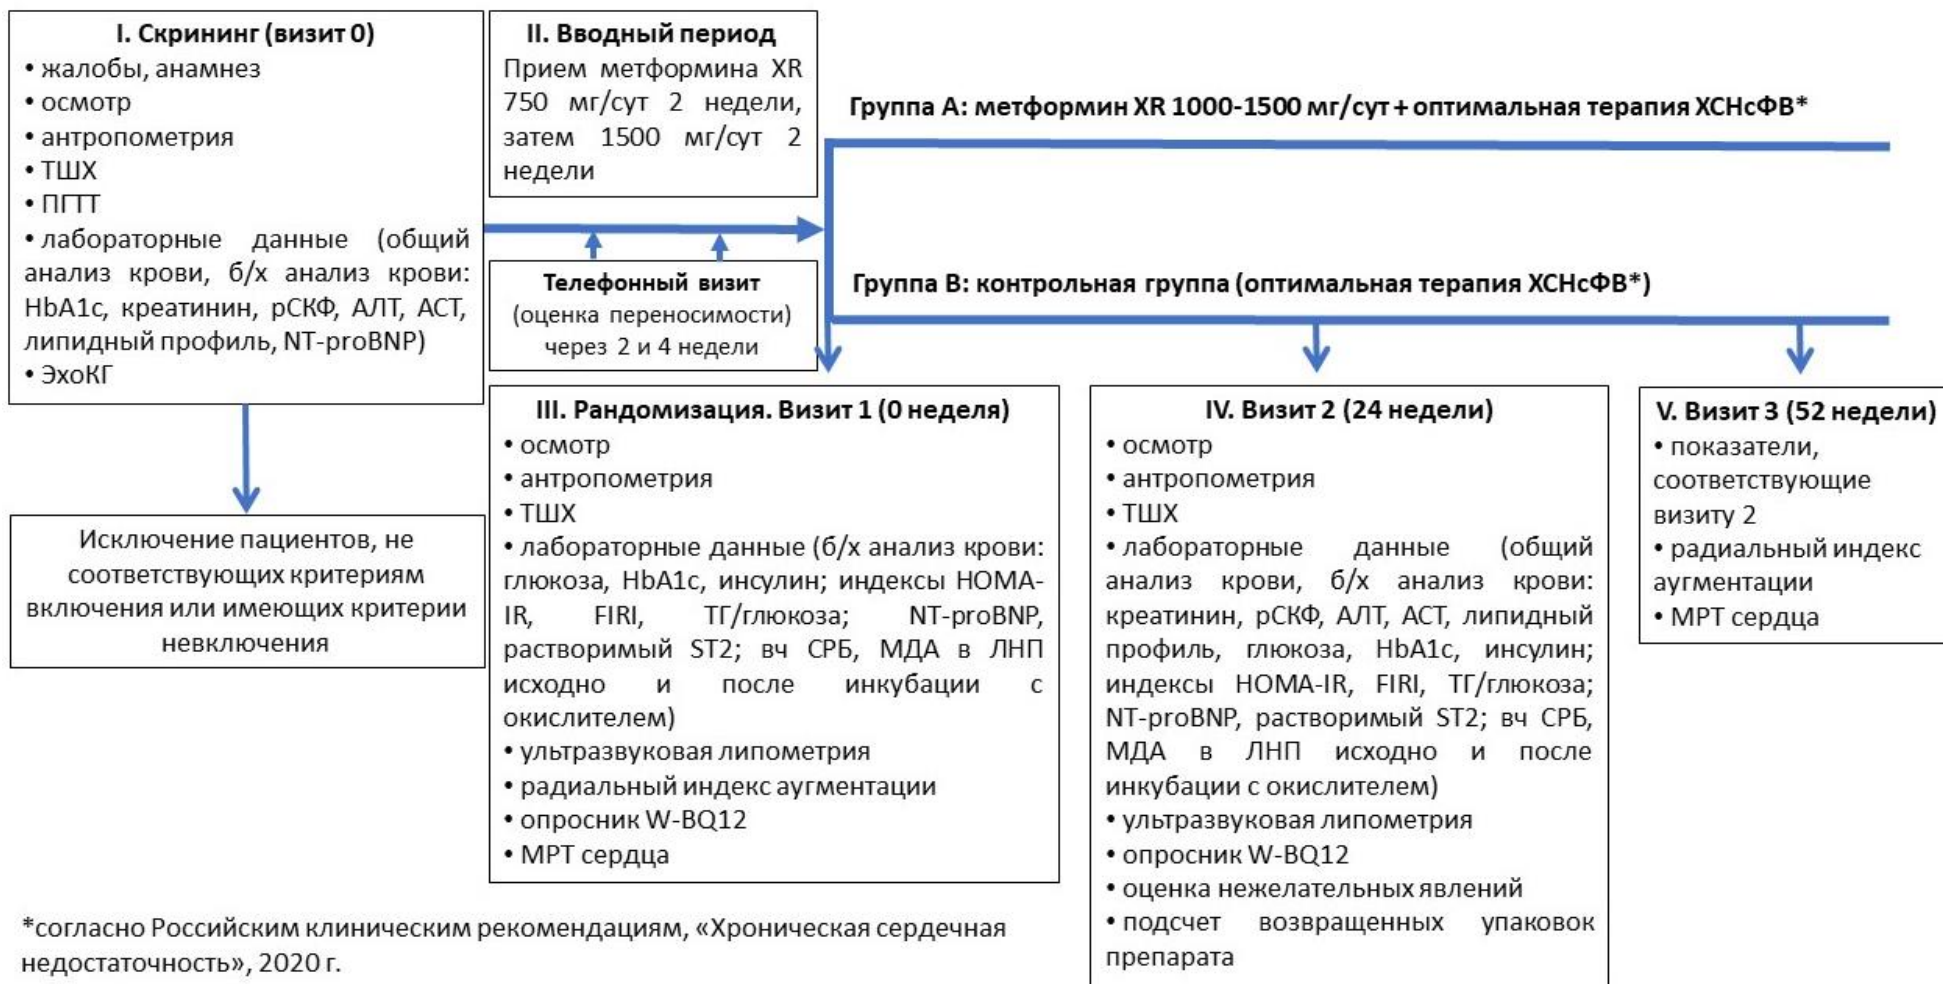 I. Скрининг (визит 0)
• жалобы, анамнез
• осмотр
• антропометрия
• ТШХ
• ПГТТ
• лабораторные данные (общий
анализ крови, б/х анализ крови:
HbA1c, креатинин, рСКФ, АЛТ, АСТ,
липидный профиль, NT-proBNP)
• ЭхоКГ
Исключение пациентов, не
соответствующих критериям
включения или имеющих критерии
невключения
II. Вводный период
Прием метформина XR
750 мг/сут 2 недели,
затем 1500 мг/сут 2
недели
Телефонный визит
(оценка переносимости)
через 2 и 4 недели
Группа А: метформин XR 1000-1500 мг/сут + оптимальная терапия ХСНсФВ*
Группа В: контрольная группа (оптимальная терапия ХСНсФВ*)
III. Рандомизация. Визит 1 (0 неделя)
• осмотр
• антропометрия
• ТШХ
• лабораторные данные (б/х анализ крови:
глюкоза, HbA1c, инсулин; индексы HOMA-
IR, FIRI, ТГ/глюкоза; NT-proBNP,
растворимый ST2; вч СРБ, МДА в ЛНП
исходно и после инкубации с
окислителем)
• ультразвуковая липометрия
• радиальный индекс аугментации
• опросник W-BQ12
• МРТ сердца
IV. Визит 2 (24 недели)
• осмотр
• антропометрия
• ТШХ
• лабораторные данные (общий
анализ крови, б/х анализ крови:
креатинин, рСКФ, АЛТ, АСТ, липидный
профиль, глюкоза, HbA1c, инсулин;
индексы HOMA-IR, FIRI, ТГ/глюкоза;
NT-proBNP, растворимый ST2; вч СРБ,
МДА в ЛНП исходно и после
инкубации с окислителем)
• ультразвуковая липометрия
• опросник W-BQ12
• оценка нежелательных явлений
• подсчет возвращенных упаковок
препарата
V. Визит 3 (52 недели)
• показатели,
соответствующие
визиту 2
• радиальный индекс
аугментации
• МРТ сердца
*согласно Российским клиническим рекомендациям, «Хроническая сердечная
недостаточность», 2020 г.